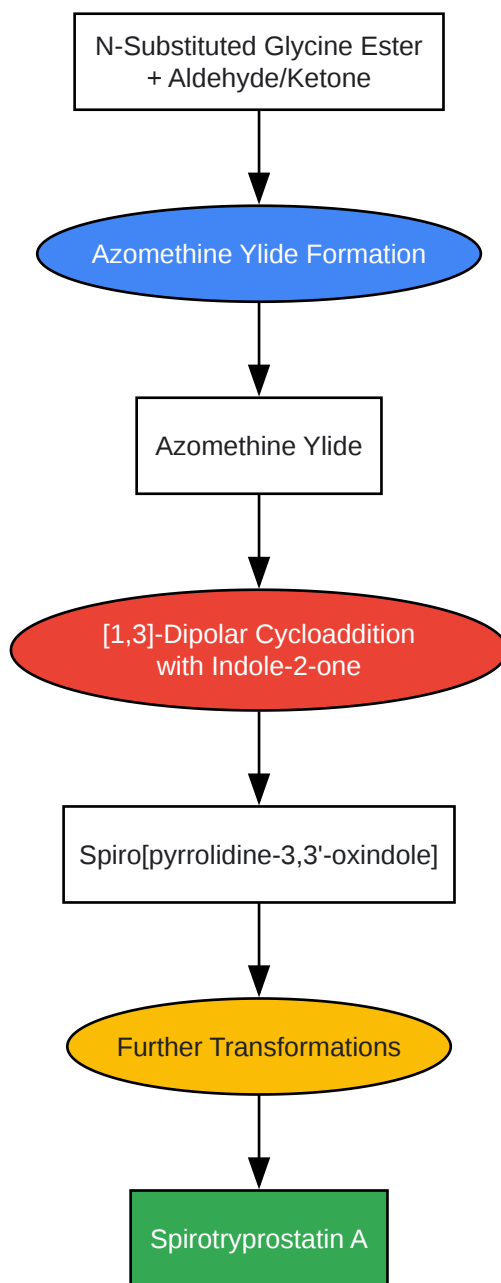 N-Substituted Glycine Ester
+ Aldehyde/Ketone
Azomethine Ylide Formation
Azomethine Ylide
[1,3]-Dipolar Cycloaddition
with Indole-2-one
Spiro[pyrrolidine-3,3'-oxindole]
Further Transformations
Spirotryprostatin A